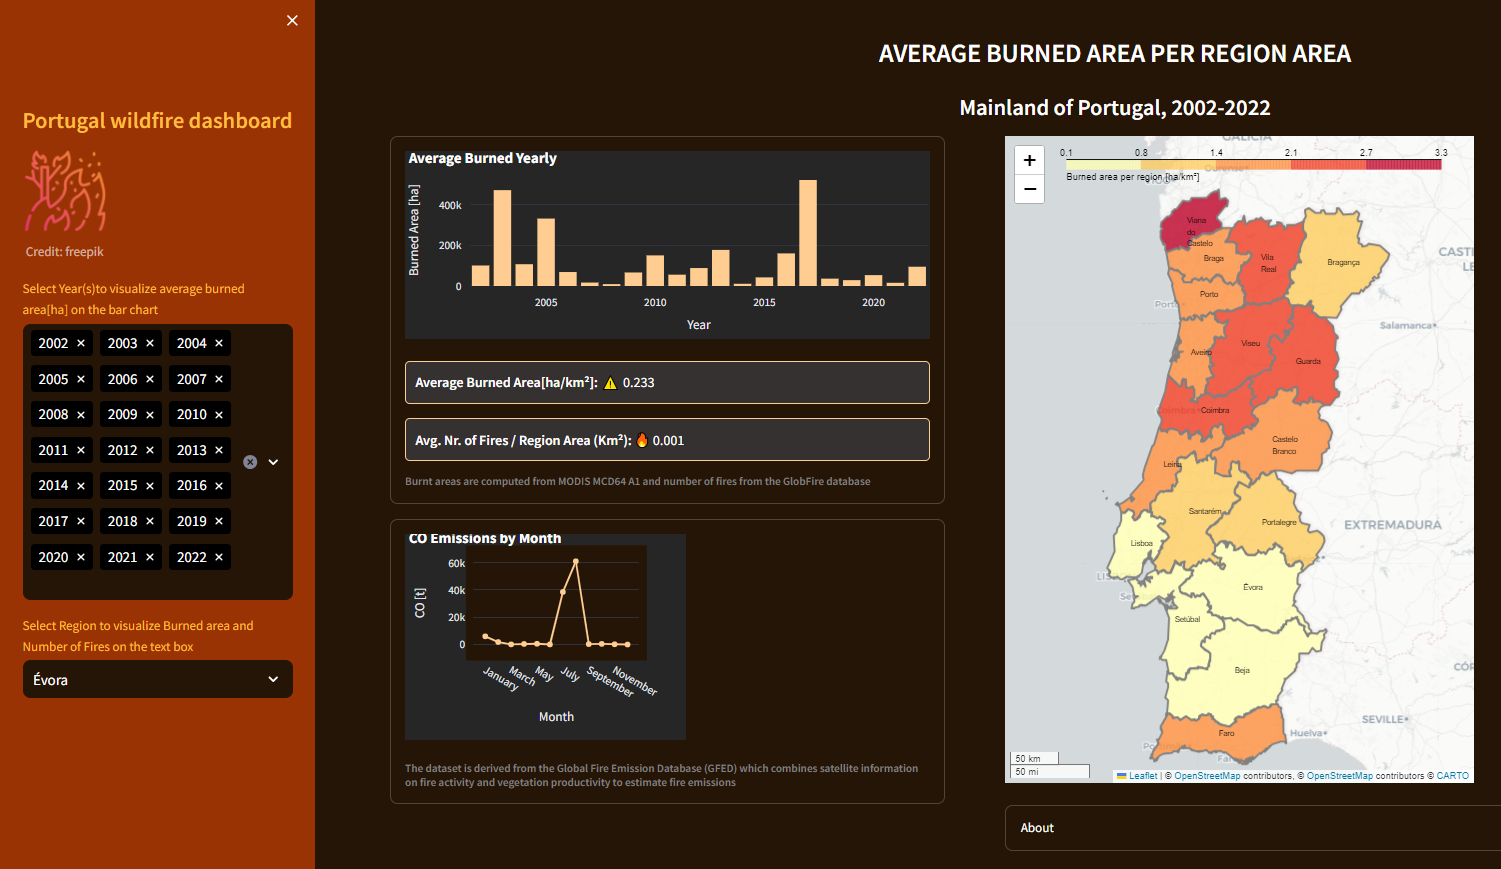 Portugal wildfire dashboard
Credit: freepik
Select Year(s)to visualize average burned
area[ha] on the bar chart
2002 × 2003 × 2004 ×
2005 × 2006 × 2007 ×
2008 × 2009 × 2010 ×
2011 × 2012 × 2013 ×
2014 × 2015 × 2016 ×
2017 × 2018 × 2019 ×
2020 × 2021 × 2022 ×
Select Region to visualize Burned area and
Number of Fires on the text box
Évora
AVERAGE BURNED AREA PER REGION AREA
Mainland of Portugal, 2002-2022
Average Burned Yearly
Burned Area [ha]
400k
200k
0
2005 2010 2015 2020
Year
Average Burned Area[ha/km²]: ⚠ 0.233
Avg. Nr. of Fires / Region Area (Km²): 🔥 0.001
Burnt areas are computed from MODIS MCD64 A1 and number of fires from the GlobFire database
CO Emissions by Month
CO [t]
60k
40k
20k
0
January March May July September November
Month
The dataset is derived from the Global Fire Emission Database (GFED) which combines satellite information
on fire activity and vegetation productivity to estimate fire emissions
+
−
GALICIA
0.1 0.8 1.4 2.1 2.7 3.3
Burned area per region [ha/km²]
Viana
do
Castelo
Braga
Vila
Real
Bragança
Porto
Salamanca
Aveiro
Viseu
Guarda
Coimbra
Castelo
Branco
Leiria
Santarém
Portalegre
EXTREMADURA
Lisboa
Évora
Setúbal
Beja
SEVILLE
Huelva
Faro
50 km
50 mi
Leaflet | © OpenStreetMap contributors, © OpenStreetMap contributors © CARTO
About